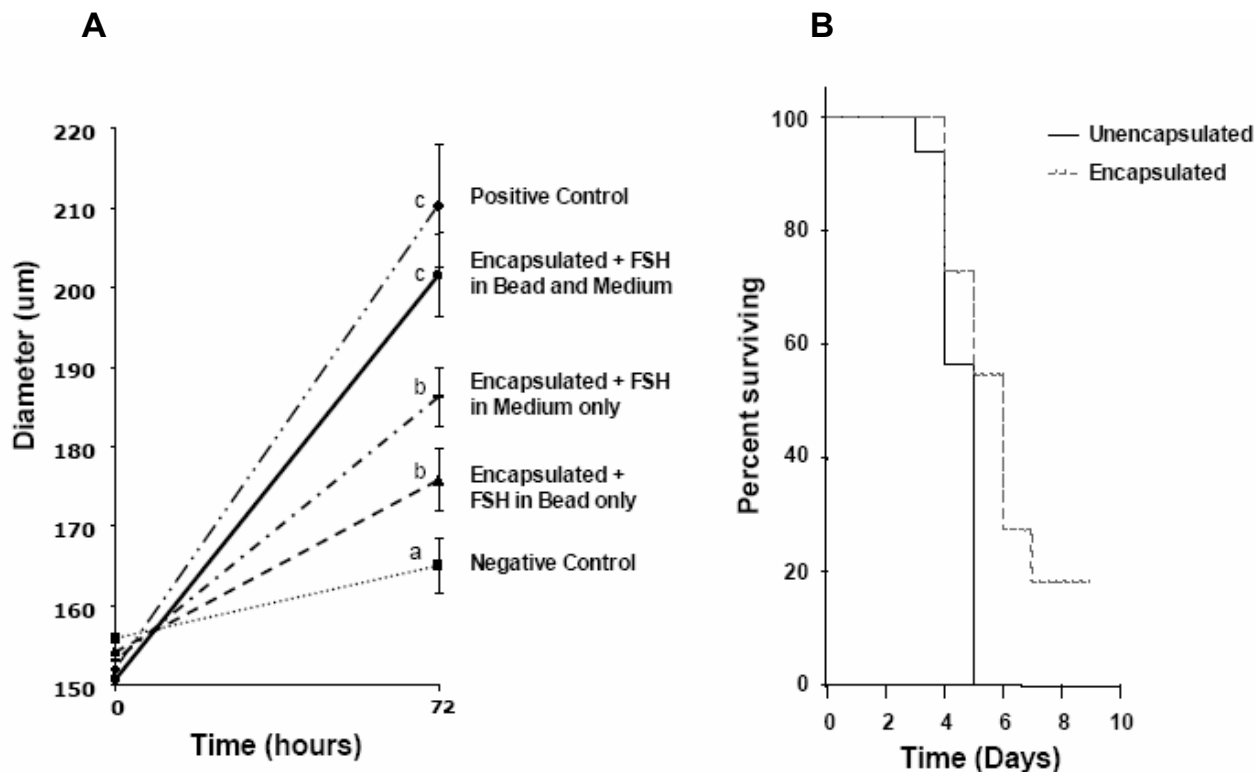 A
220
210
200
190
180
170
160
150
0
72
Diameter (um)
Time (hours)
c
Positive Control
c
Encapsulated + FSH
in Bead and Medium
b
Encapsulated + FSH
in Medium only
b
Encapsulated +
FSH in Bead only
a
Negative Control
B
100
80
60
40
20
0
0 2 4 6 8 10
Percent surviving
Time (Days)
Unencapsulated
Encapsulated